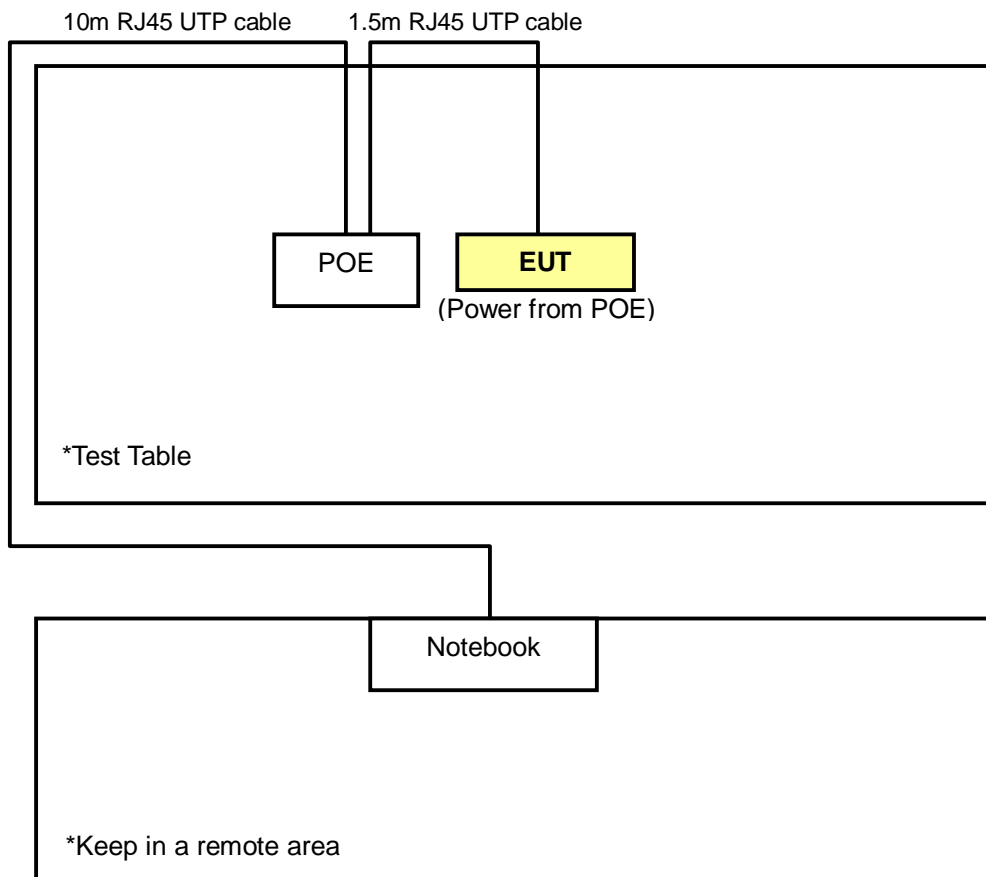 10m RJ45 UTP cable
1.5m RJ45 UTP cable
POE
EUT
(Power from POE)
*Test Table
Notebook
*Keep in a remote area